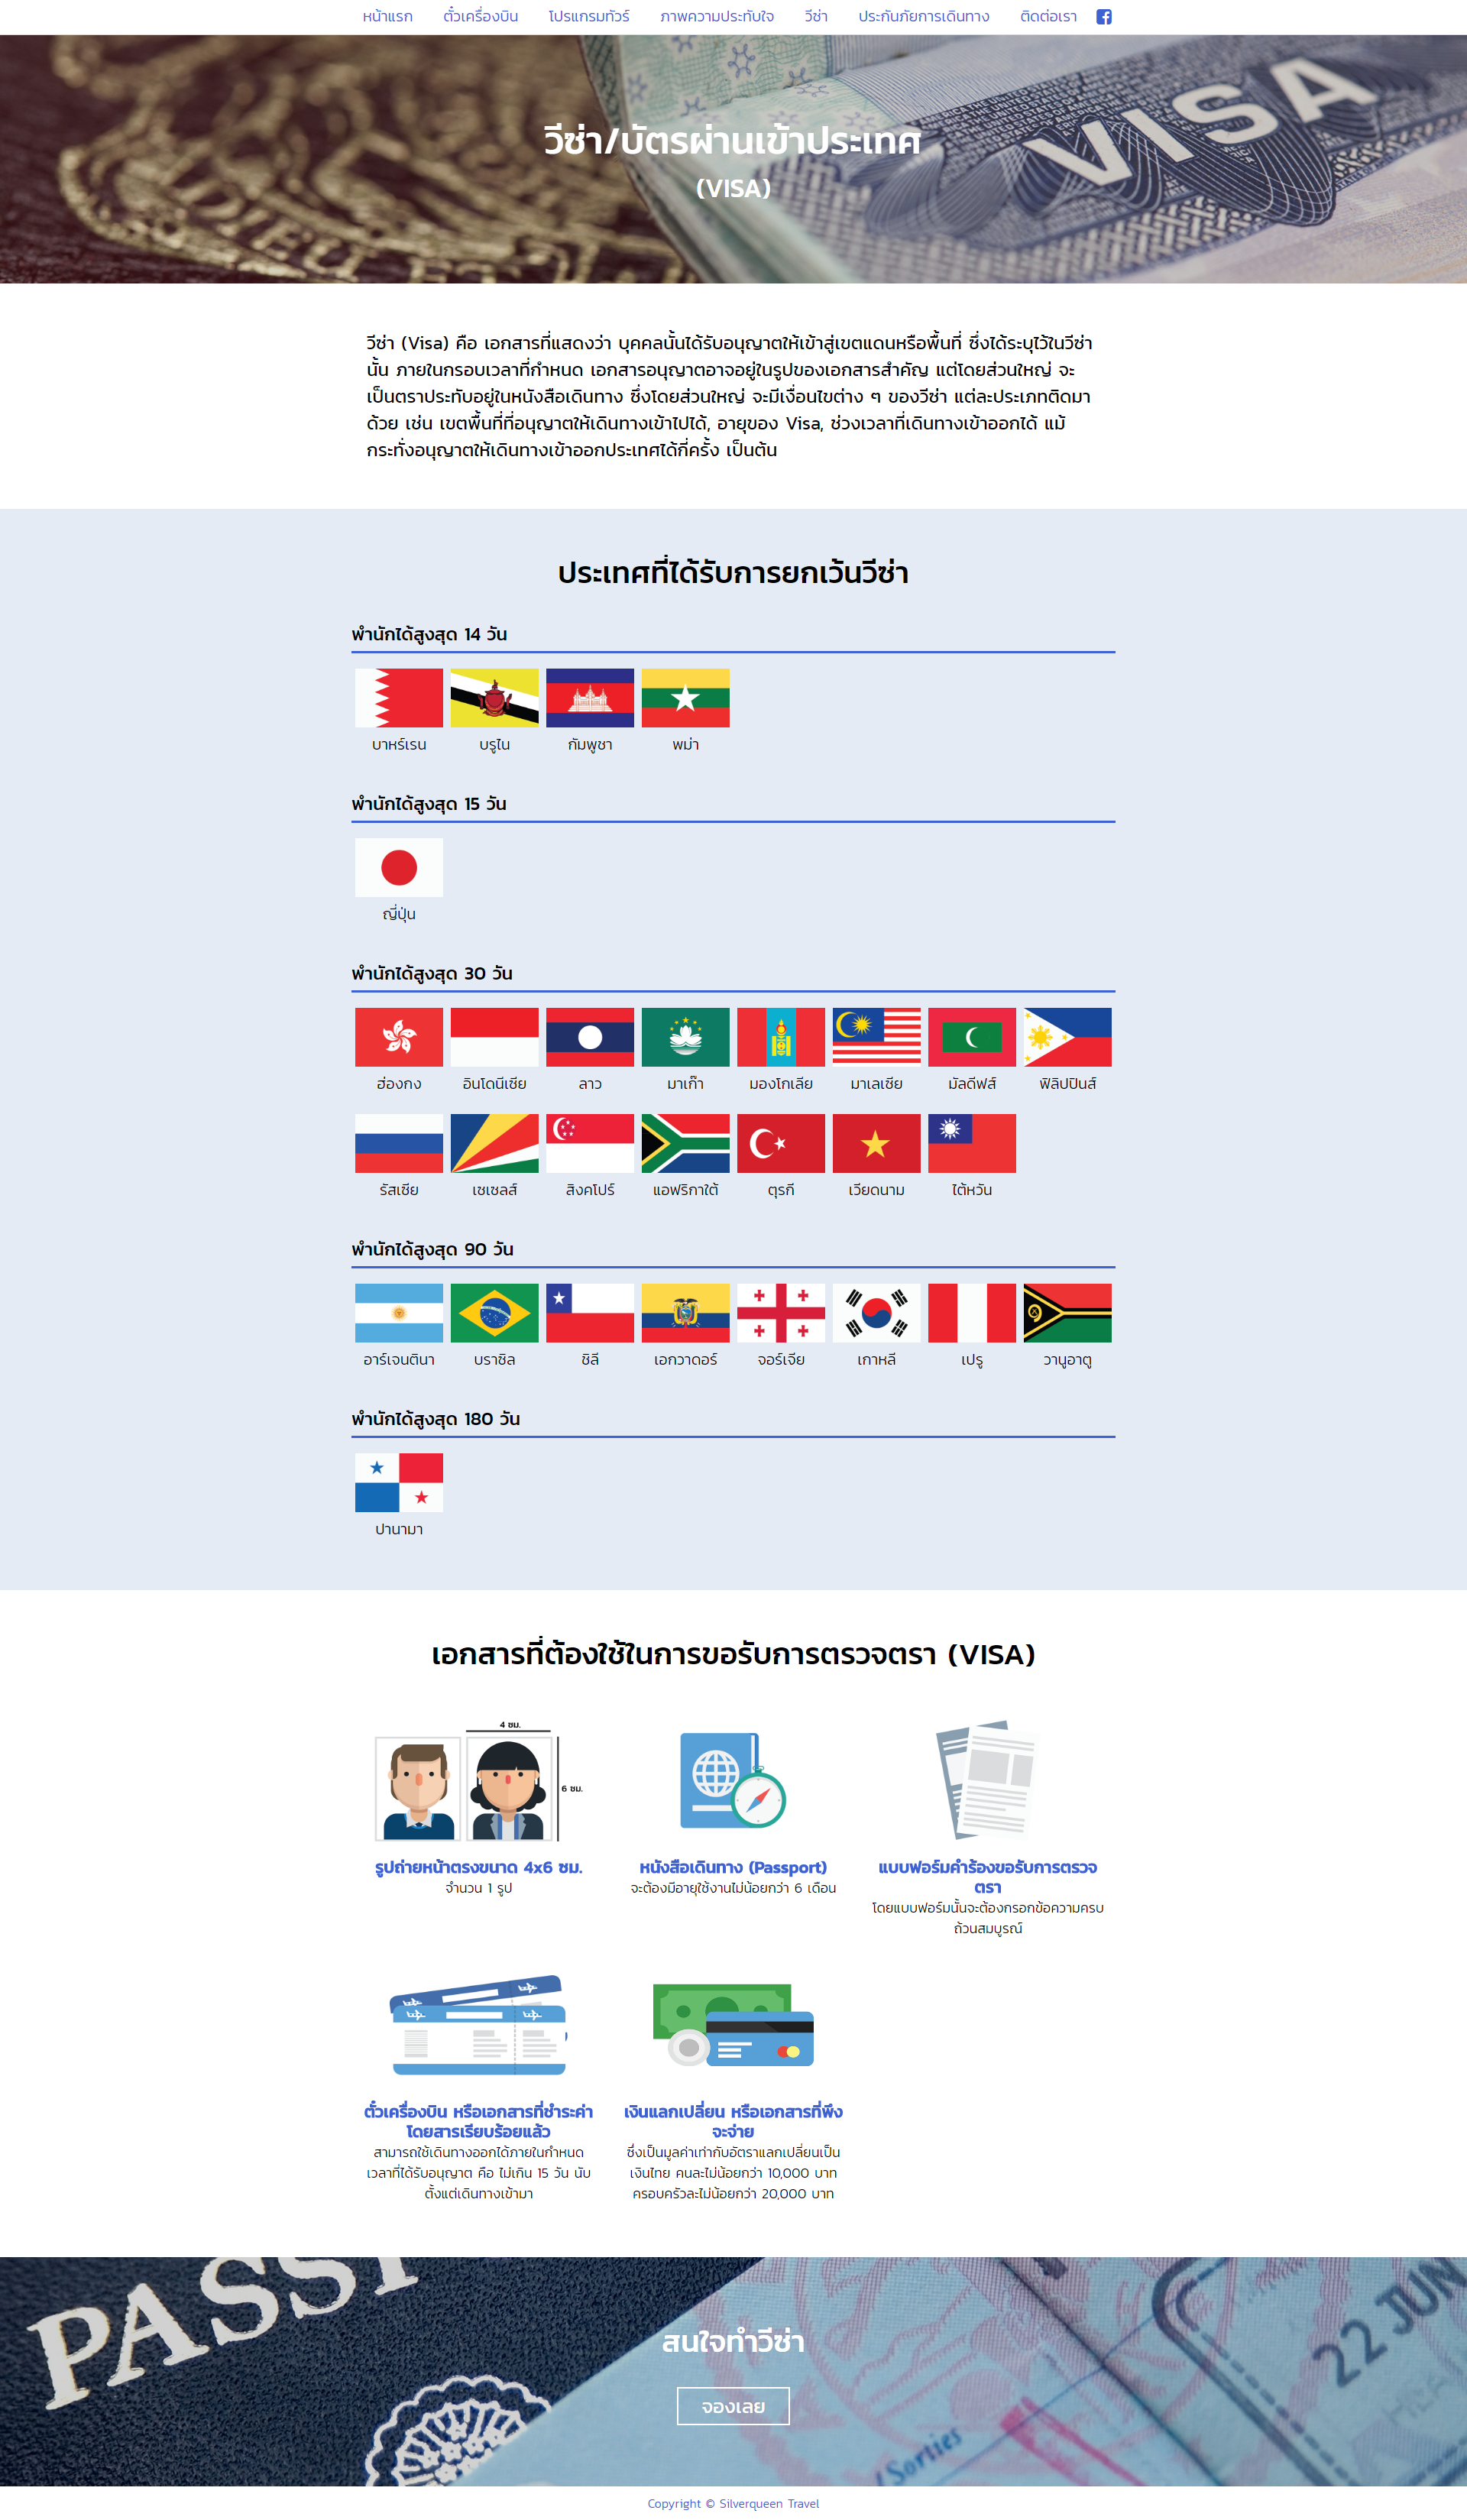 หน้าแรก ตั๋วเครื่องบิน โปรแกรมทัวร์ ภาพความประทับใจ วีซ่า ประกันภัยการเดินทาง ติดต่อเรา
VISA
วีซ่า/บัตรผ่านเข้าประเทศ
(VISA)
วีซ่า (Visa) คือ เอกสารที่แสดงว่า บุคคลนั้นได้รับอนุญาตให้เข้าสู่เขตแดนหรือพื้นที่ ซึ่งได้ระบุไว้ในวีซ่า
นั้น ภายในกรอบเวลาที่กำหนด เอกสารอนุญาตอาจอยู่ในรูปของเอกสารสำคัญ แต่โดยส่วนใหญ่ จะ
เป็นตราประทับอยู่ในหนังสือเดินทาง ซึ่งโดยส่วนใหญ่ จะมีเงื่อนไขต่าง ๆ ของวีซ่า แต่ละประเภทติดมา
ด้วย เช่น เขตพื้นที่ที่อนุญาตให้เดินทางเข้าไปได้, อายุของ Visa, ช่วงเวลาที่เดินทางเข้าออกได้ แม้
กระทั่งอนุญาตให้เดินทางเข้าออกประเทศได้กี่ครั้ง เป็นต้น
ประเทศที่ได้รับการยกเว้นวีซ่า
พำนักได้สูงสุด 14 วัน
บาห์เรน บรูไน กัมพูชา พม่า
พำนักได้สูงสุด 15 วัน
ญี่ปุ่น
พำนักได้สูงสุด 30 วัน
ฮ่องกง อินโดนีเซีย ลาว มาเก๊า มองโกเลีย มาเลเซีย มัลดีฟส์ ฟิลิปปินส์
รัสเซีย เซเชลส์ สิงคโปร์ แอฟริกาใต้ ตุรกี เวียดนาม ไต้หวัน
พำนักได้สูงสุด 90 วัน
อาร์เจนตินา บราซิล ชิลี เอกวาดอร์ จอร์เจีย เกาหลี เปรู วานูอาตู
พำนักได้สูงสุด 180 วัน
ปานามา
เอกสารที่ต้องใช้ในการขอรับการตรวจตรา (VISA)
4 ซม.
6 ซม.
รูปถ่ายหน้าตรงขนาด 4x6 ซม.
จำนวน 1 รูป
หนังสือเดินทาง (Passport)
จะต้องมีอายุใช้งานไม่น้อยกว่า 6 เดือน
แบบฟอร์มคำร้องขอรับการตรวจ
ตรา
โดยแบบฟอร์มนั้นจะต้องกรอกข้อความครบ
ถ้วนสมบูรณ์
ตั๋วเครื่องบิน หรือเอกสารที่ชำระค่า
โดยสารเรียบร้อยแล้ว
สามารถใช้เดินทางออกได้ภายในกำหนด
เวลาที่ได้รับอนุญาต คือ ไม่เกิน 15 วัน นับ
ตั้งแต่เดินทางเข้ามา
เงินแลกเปลี่ยน หรือเอกสารที่พึง
จะจ่าย
ซึ่งเป็นมูลค่าเท่ากับอัตราแลกเปลี่ยนเป็น
เงินไทย คนละไม่น้อยกว่า 10,000 บาท
ครอบครัวละไม่น้อยกว่า 20,000 บาท
PASSP
22 JUN
สนใจทำวีซ่า
จองเลย
Sorties
Copyright © Silverqueen Travel